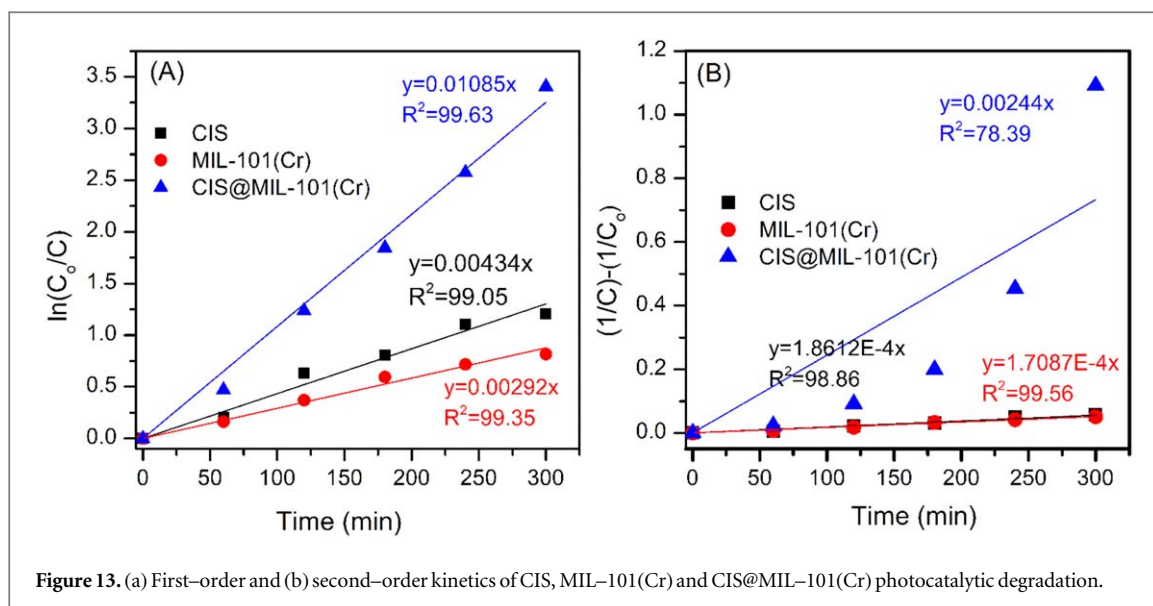 (A)
y=0.01085x
R²=99.63
CIS
MIL-101(Cr)
CIS@MIL-101(Cr)
y=0.00434x
R²=99.05
y=0.00292x
R²=99.35
3.5
3.0
2.5
2.0
1.5
1.0
0.5
0.0
ln(Cₒ/C)
0 50 100 150 200 250 300
Time (min)
(B)
y=0.00244x
R²=78.39
CIS
MIL-101(Cr)
CIS@MIL-101(Cr)
y=1.8612E-4x
R²=98.86
y=1.7087E-4x
R²=99.56
1.2
1.0
0.8
0.6
0.4
0.2
0.0
(1/C)-(1/Cₒ)
0 50 100 150 200 250 300
Time (min)
Figure 13. (a) First–order and (b) second–order kinetics of CIS, MIL–101(Cr) and CIS@MIL–101(Cr) photocatalytic degradation.